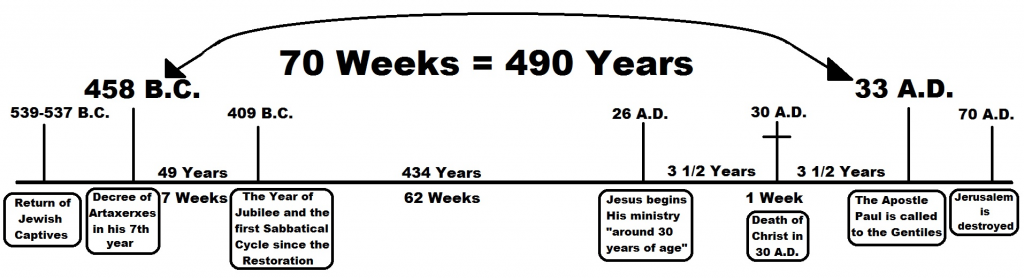 70 Weeks = 490 Years
458 B.C.
33 A.D.
539-537 B.C.
409 B.C.
26 A.D.
30 A.D.
70 A.D.
49 Years
434 Years
3 1/2 Years
3 1/2 Years
7 Weeks
62 Weeks
1 Week
Return of
Jewish
Captives
Decree of
Artaxerxes
in his 7th
year
The Year of
Jubilee and the
first Sabbatical
Cycle since the
Restoration
Jesus begins
His ministry
"around 30
years of age"
Death of
Christ in
30 A.D.
The Apostle
Paul is called
to the Gentiles
Jerusalem
is
destroyed